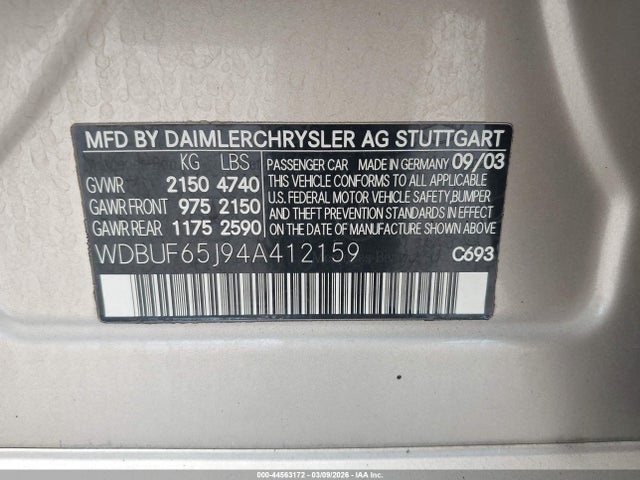 MFD BY DAIMLERCHRYSLER AG STUTTGART
KG LBS
GVWR 2150 4740
GAWR FRONT 975 2150
GAWR REAR 1175 2590
PASSENGER CAR MADE IN GERMANY 09/03
THIS VEHICLE CONFORMS TO ALL APPLICABLE
U.S. FEDERAL MOTOR VEHICLE SAFETY,BUMPER
AND THEFT PREVENTION STANDARDS IN EFFECT
ON THE DATE OF MANUFACTURE SHOWN ABOVE.
WDBUF65J94A412159 C693
000-44563172 - 03/09/2026 - IAA Inc.